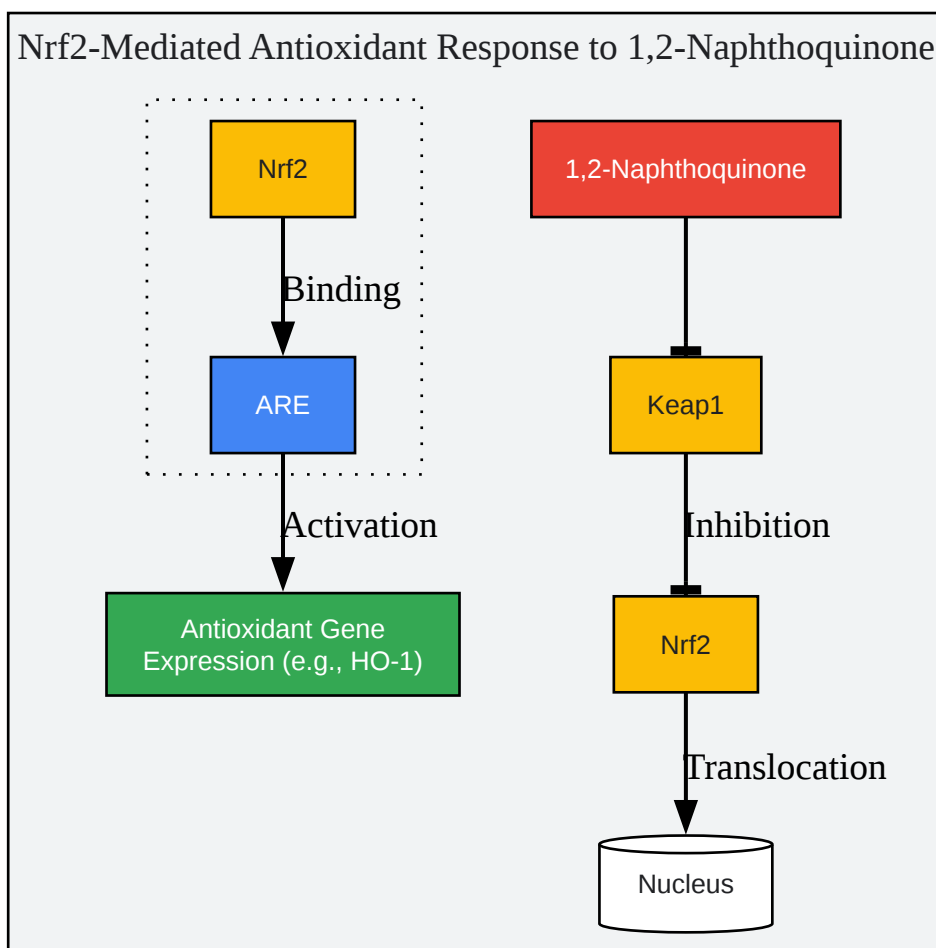 Nrf2-Mediated Antioxidant Response to 1,2-Naphthoquinone
Nrf2
Binding
ARE
Activation
Antioxidant Gene
Expression (e.g., HO-1)
1,2-Naphthoquinone
Keap1
Inhibition
Nrf2
Translocation
Nucleus